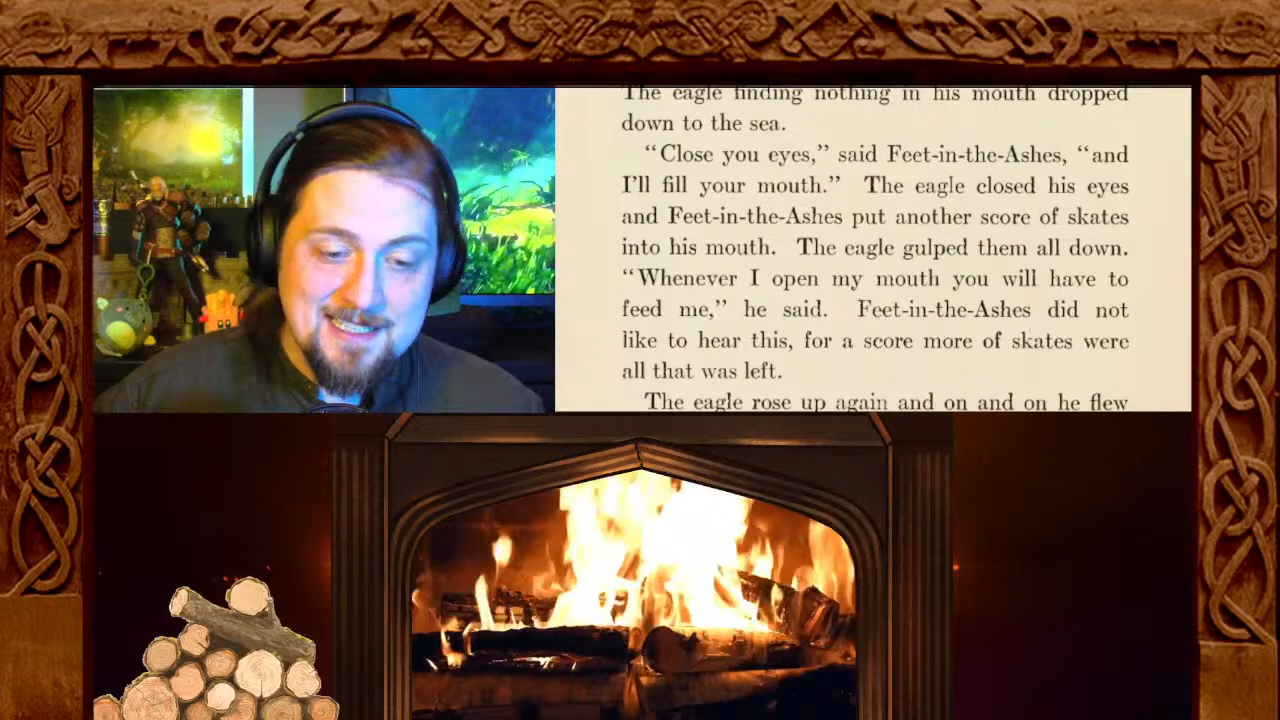 The eagle finding nothing in his mouth dropped
down to the sea.
“Close you eyes,” said Feet-in-the-Ashes, “and
I’ll fill your mouth.” The eagle closed his eyes
and Feet-in-the-Ashes put another score of skates
into his mouth. The eagle gulped them all down.
“Whenever I open my mouth you will have to
feed me,” he said. Feet-in-the-Ashes did not
like to hear this, for a score more of skates were
all that was left.
The eagle rose up again and on and on he flew